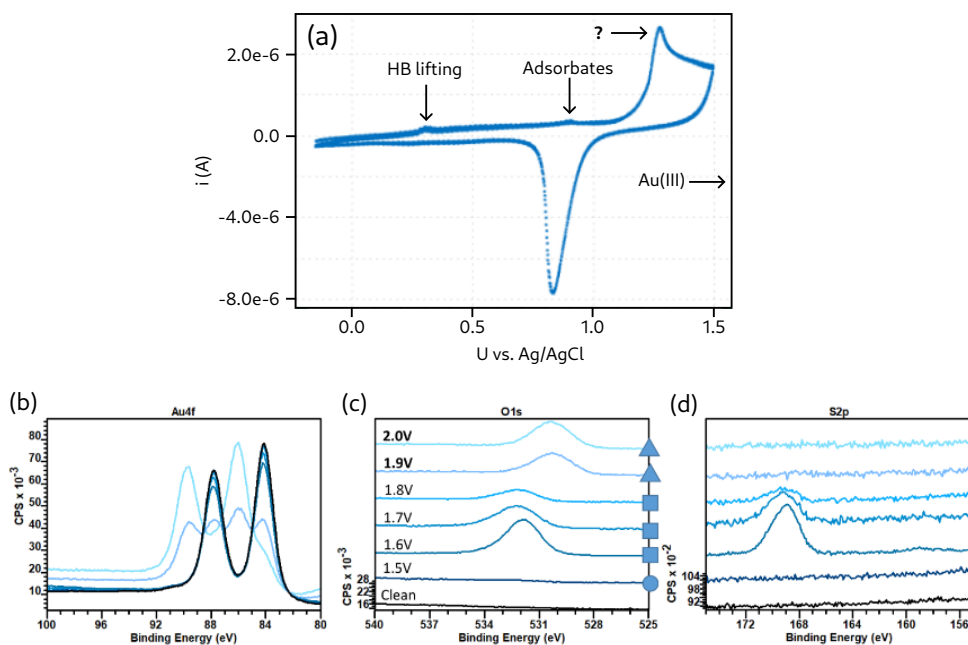 (a)
?
2.0e-6
HB lifting
Adsorbates
0.0
i (A)
Au(III)
-4.0e-6
-8.0e-6
0.0 0.5 1.0 1.5
U vs. Ag/AgCl
(b)
Au4f
CPS x 10⁻³
80
70
60
50
40
30
20
10
100 96 92 88 84 80
Binding Energy (eV)
(c)
O1s
2.0V
1.9V
1.8V
1.7V
1.6V
1.5V
Clean
CPS x 10⁻³
28
22
16
540 537 534 531 528 525
Binding Energy (eV)
(d)
S2p
CPS x 10⁻²
104
98
92
172 168 164 160 156
Binding Energy (eV)